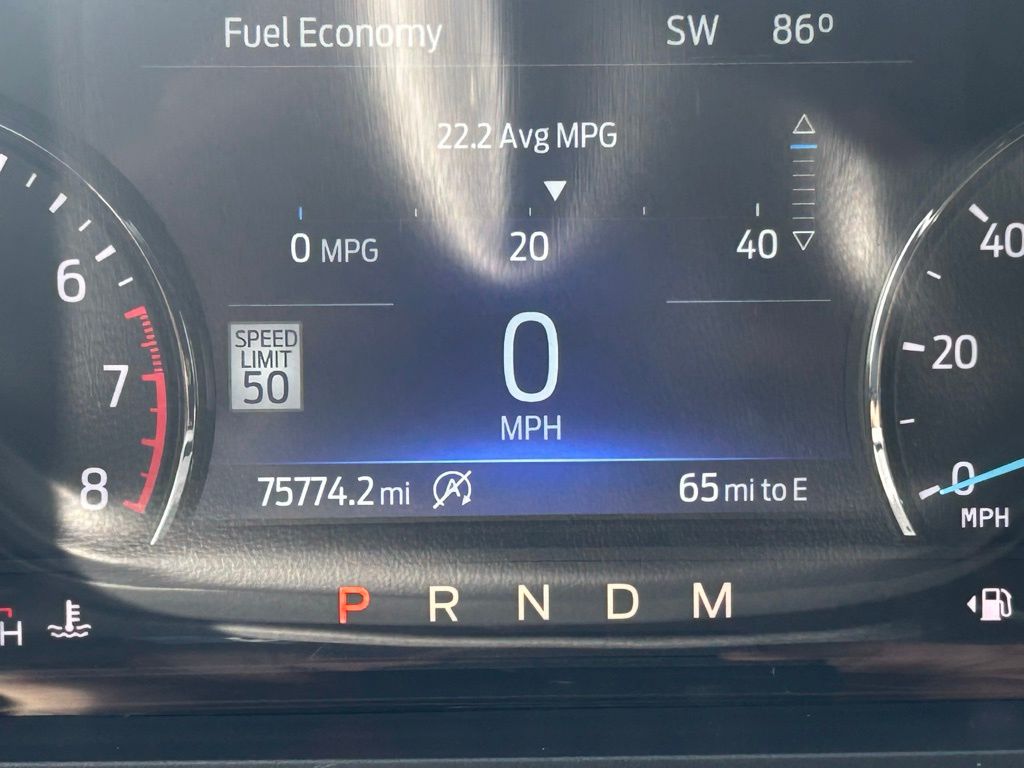 Fuel Economy SW 86º
22.2 Avg MPG
0 MPG 20 40
6
7
8
SPEED
LIMIT
50
0
MPH
75774.2 mi A 65 mi to E
40
20
0
MPH
P R N D M
H